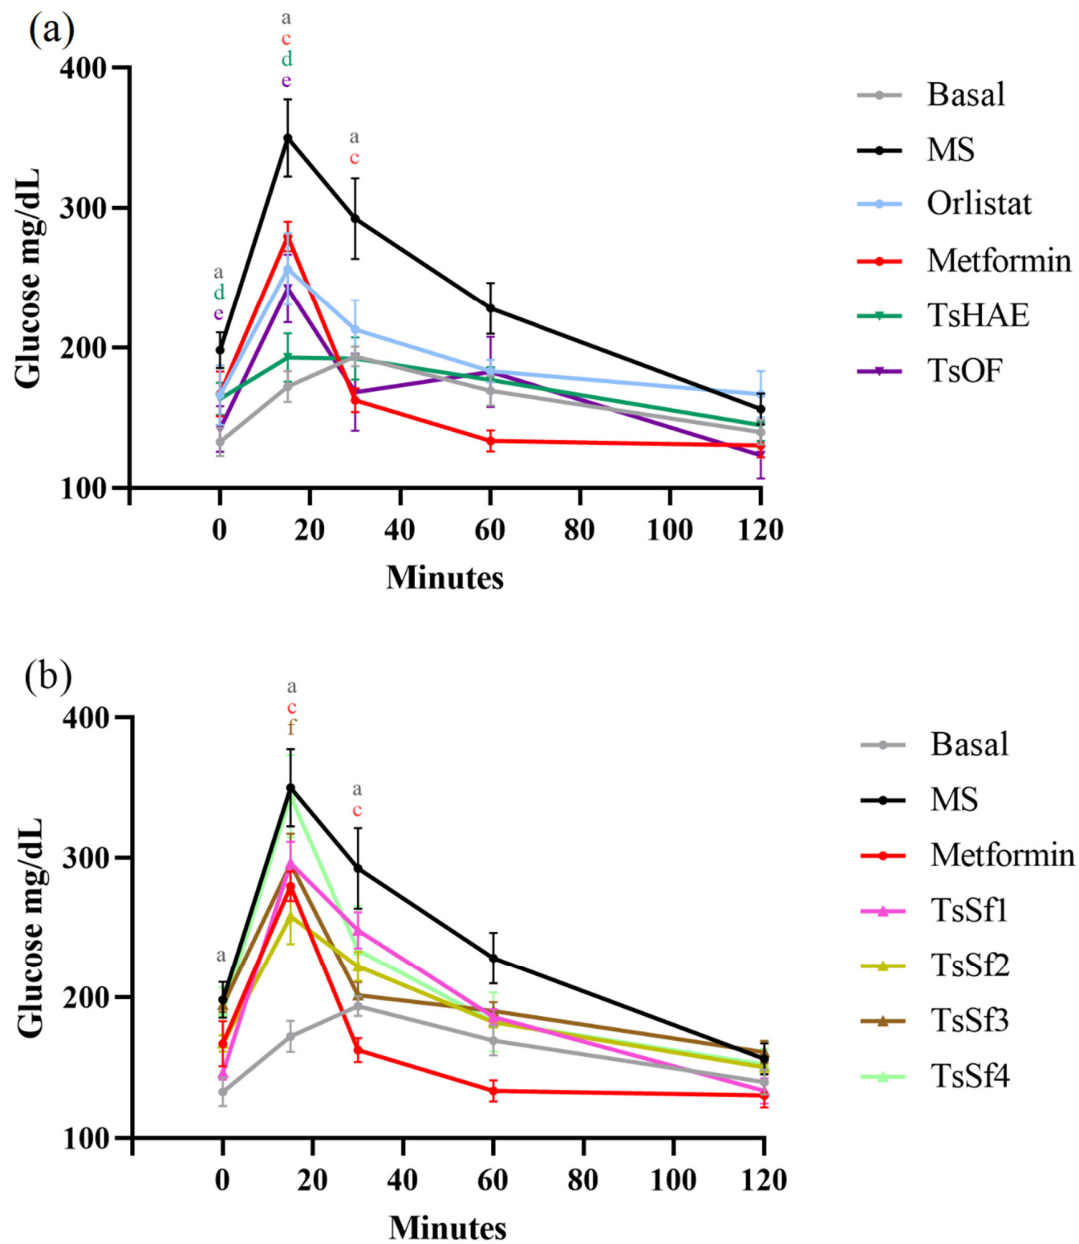 (a)
a
c
d
e
a
c
a
d
e
400
300
200
100
Glucose mg/dL
0 20 40 60 80 100 120
Minutes
Basal
MS
Orlistat
Metformin
TsHAE
TsOF
(b)
a
c
f
a
c
a
400
300
200
100
Glucose mg/dL
0 20 40 60 80 100 120
Minutes
Basal
MS
Metformin
TsSf1
TsSf2
TsSf3
TsSf4